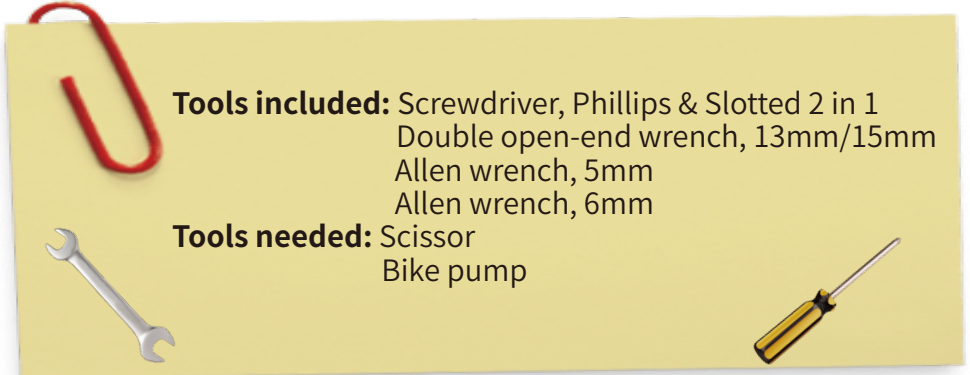 Tools included: Screwdriver, Phillips & Slotted 2 in 1
Double open-end wrench, 13mm/15mm
Allen wrench, 5mm
Allen wrench, 6mm
Tools needed: Scissor
Bike pump